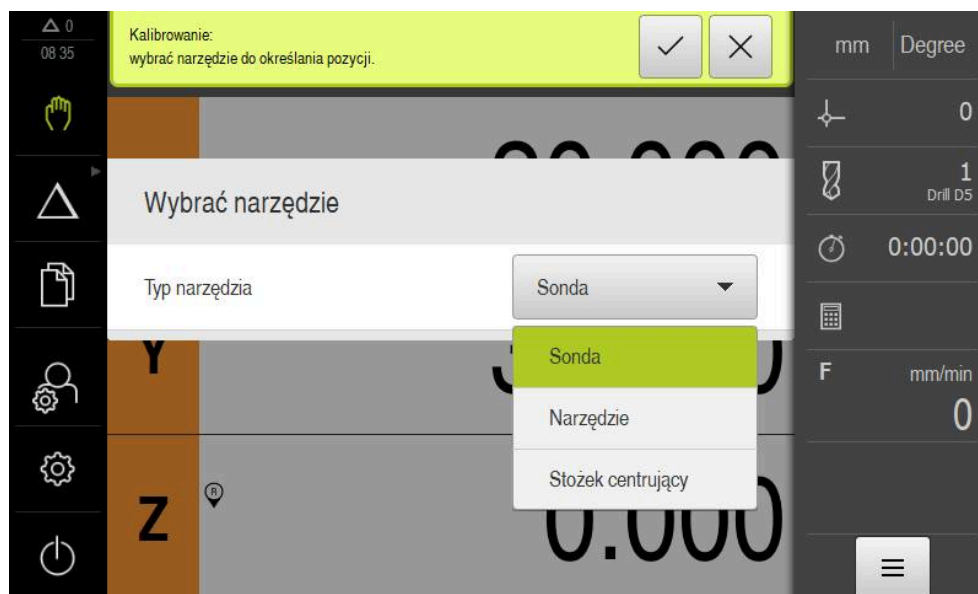 0
08 35
Kalibrowanie:
wybrać narzędzie do określania pozycji.
mm
Degree
0
1
Drill D5
0:00:00
Wybrać narzędzie
Typ narzędzia
Sonda
Sonda
Narzędzie
Stożek centrujący
Y
Z
R
0.000
F
mm/min
0